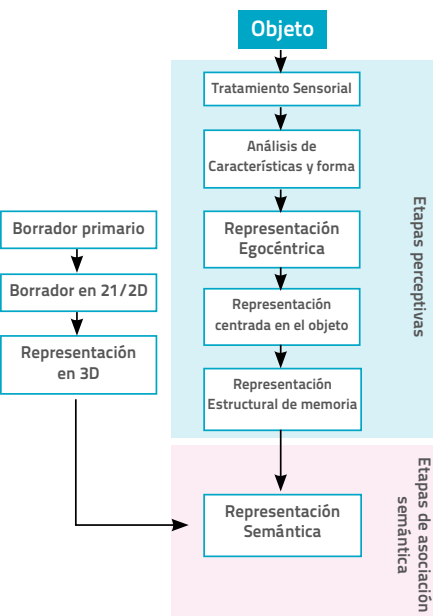 Objeto
Tratamiento Sensorial
Análisis de
Características y forma
Representación
Egocéntrica
Representación
centrada en el objeto
Representación
Estructural de memoria
Etapas perceptivas
Borrador primario
Borrador en 21/2D
Representación
en 3D
Representación
Semántica
Etapas de asociación
semántica